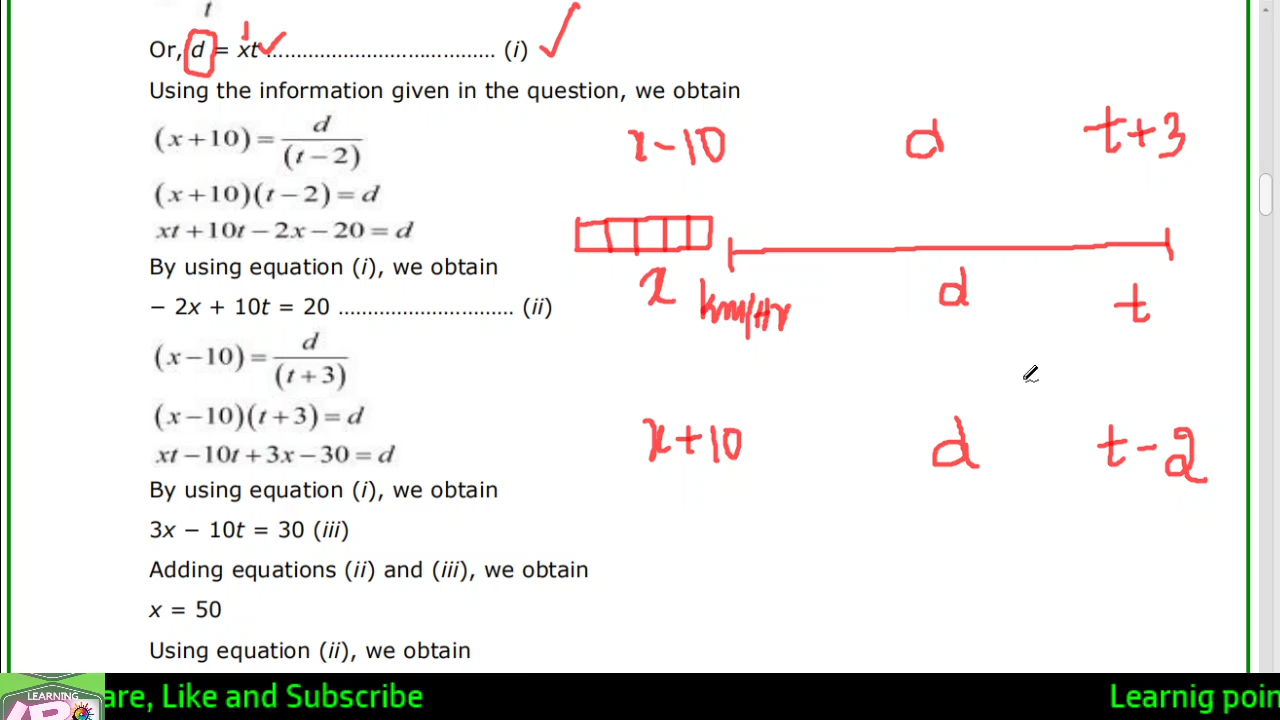 t
Or, d = xt ....................................... (i)
1
Using the information given in the question, we obtain
(x+10) = d/(t−2)
(x+10)(t−2) = d
xt+10t−2x−20 = d
By using equation (i), we obtain
− 2x + 10t = 20 ............................. (ii)
(x−10) = d/(t+3)
(x−10)(t+3) = d
xt−10t+3x−30 = d
By using equation (i), we obtain
3x − 10t = 30 (iii)
Adding equations (ii) and (iii), we obtain
x = 50
Using equation (ii), we obtain
x-10 d t+3
x km/Hr d t
x+10 d t-2
LEARNING
are, Like and Subscribe
Learnig poin